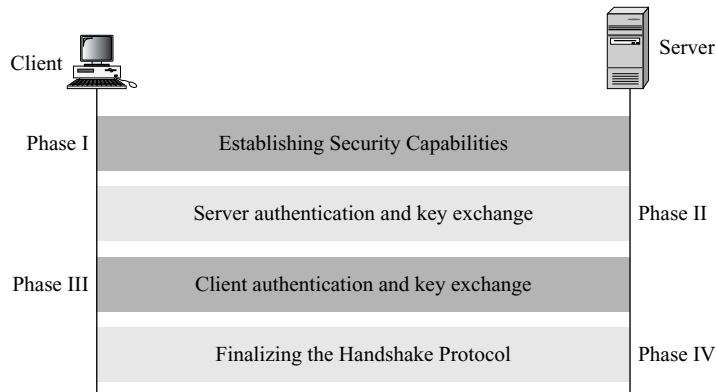 Client
Server
Phase I
Establishing Security Capabilities
Server authentication and key exchange
Phase II
Phase III
Client authentication and key exchange
Finalizing the Handshake Protocol
Phase IV